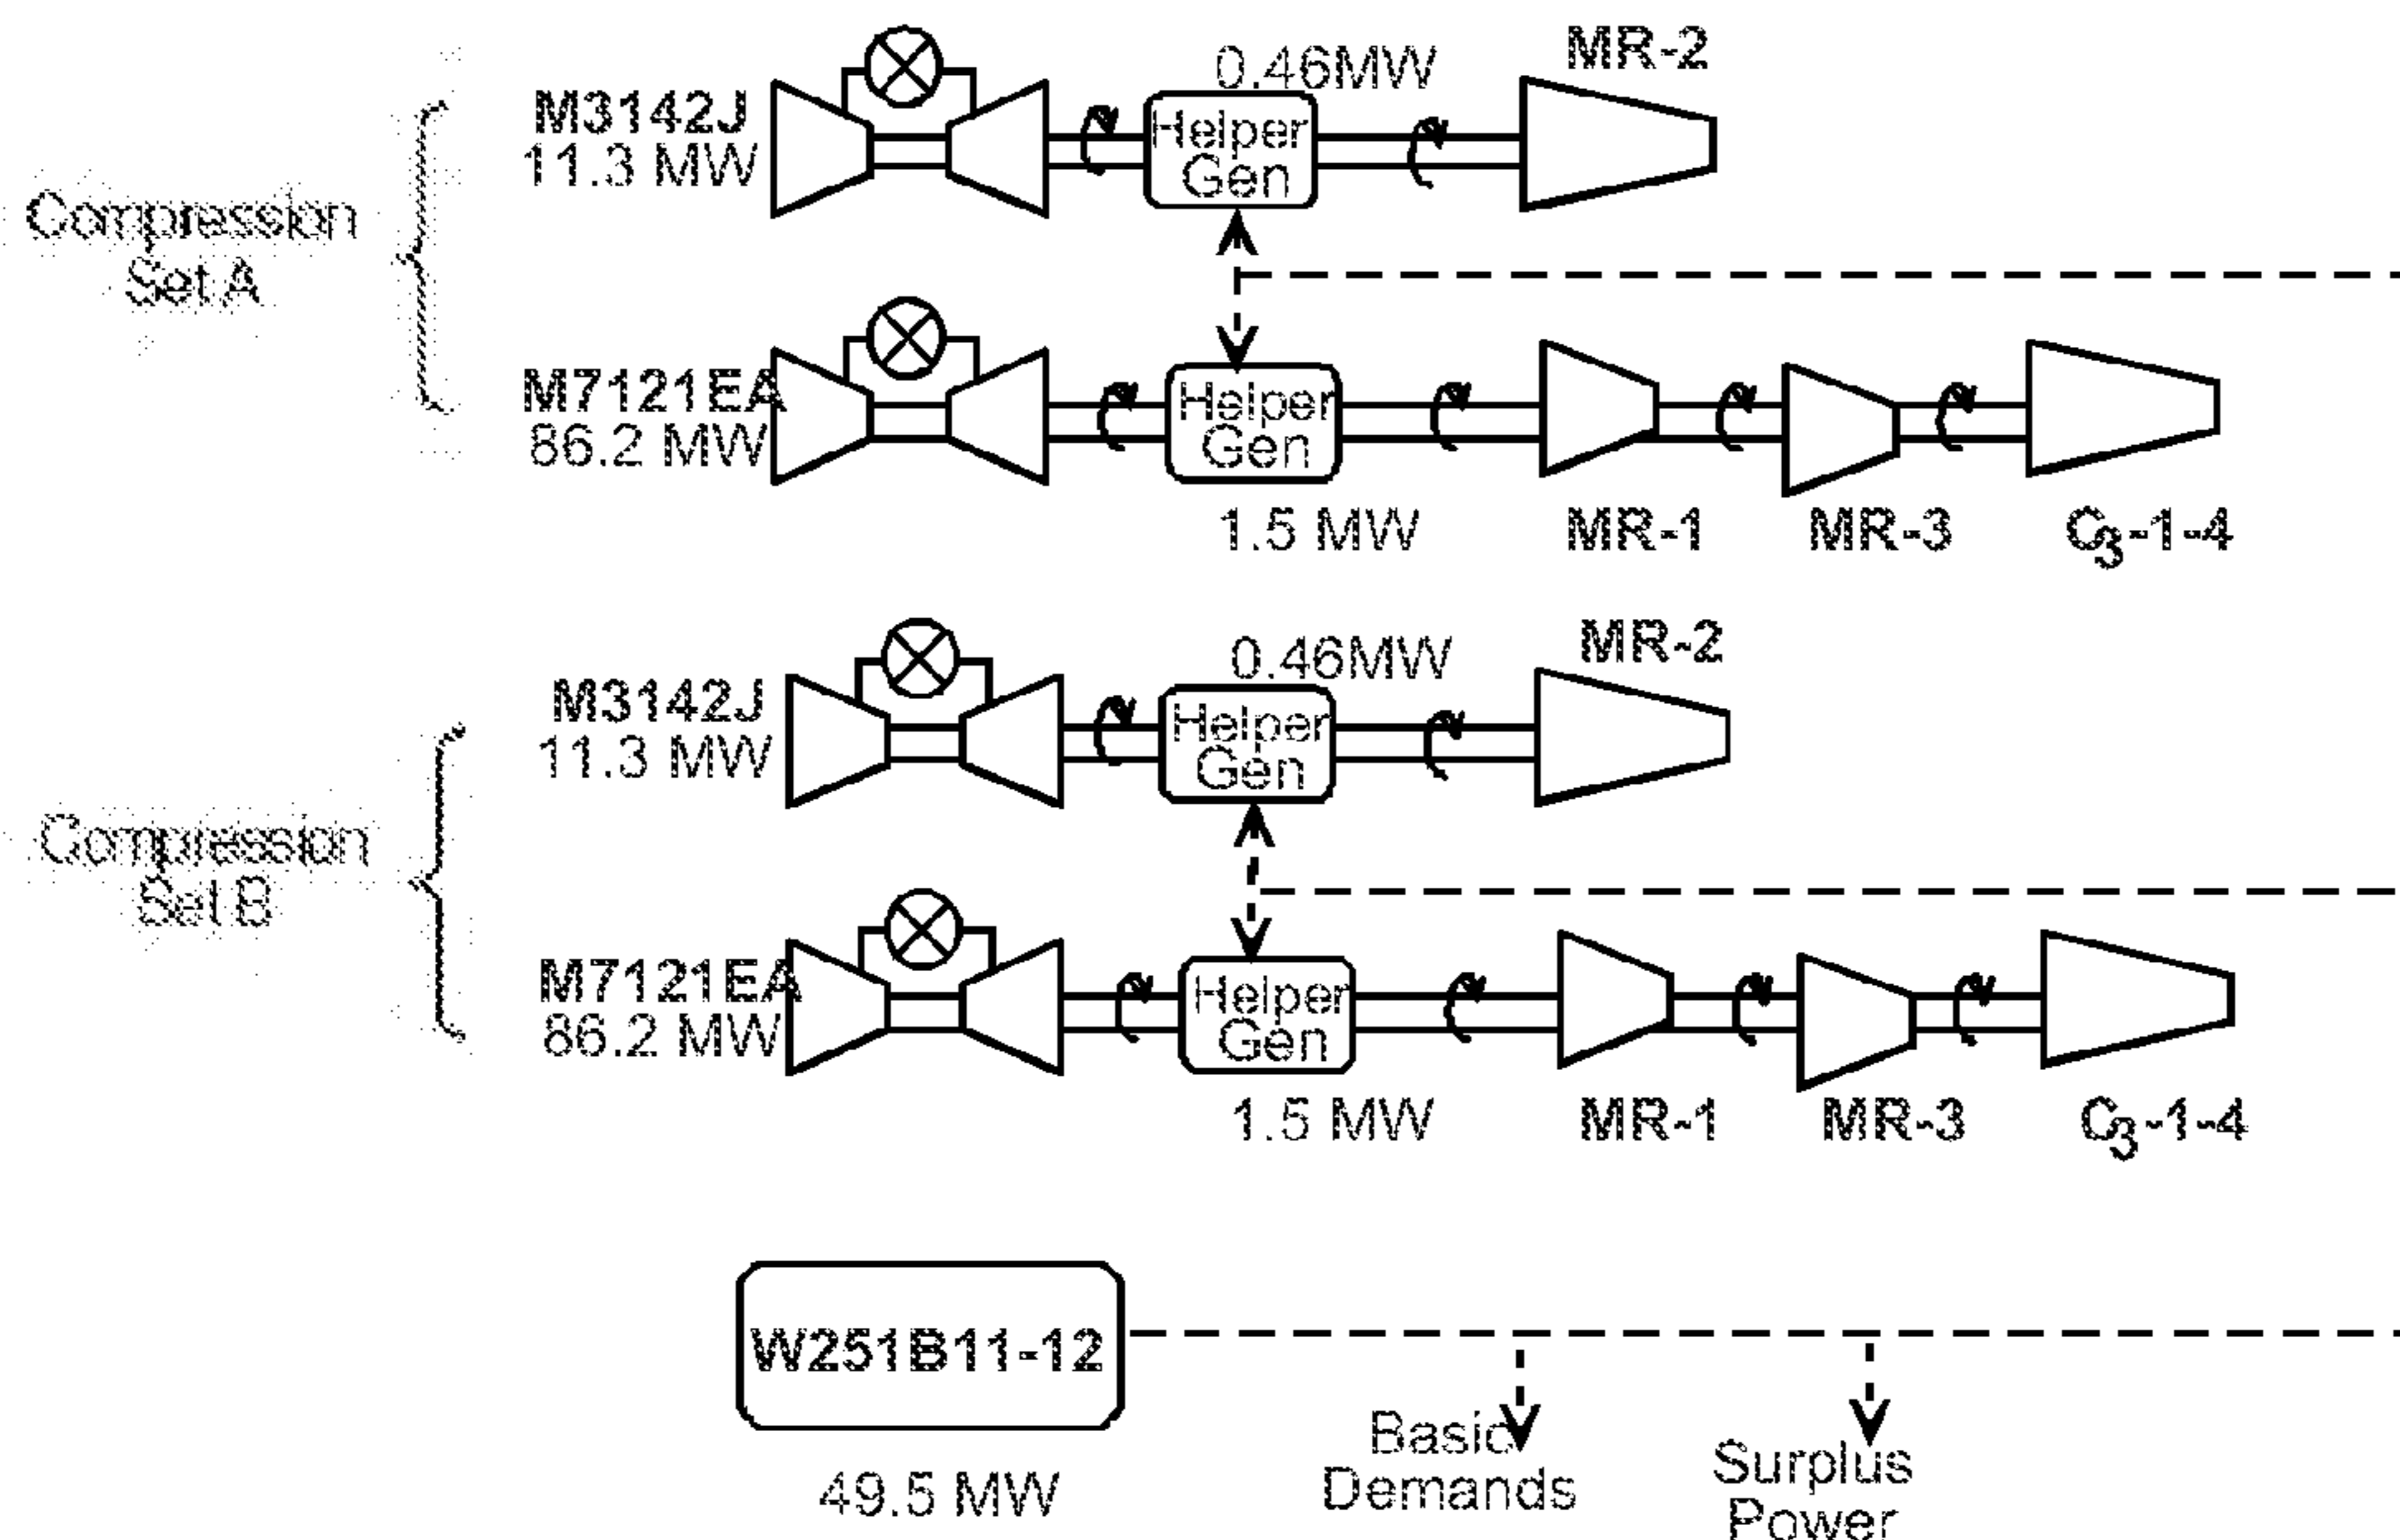 0.46MW
MR-2
M3142J
11.3 MW
Helper
Gen
Compression
Set A
M7121EA
86.2 MW
Helper
Gen
1.5 MW
MR-1
MR-3
C3-1-4
0.46MW
MR-2
M3142J
11.3 MW
Helper
Gen
Compression
Set B
M7121EA
86.2 MW
Helper
Gen
1.5 MW
MR-1
MR-3
C3-1-4
W251B11-12
49.5 MW
Basic
Demands
Surplus
Power